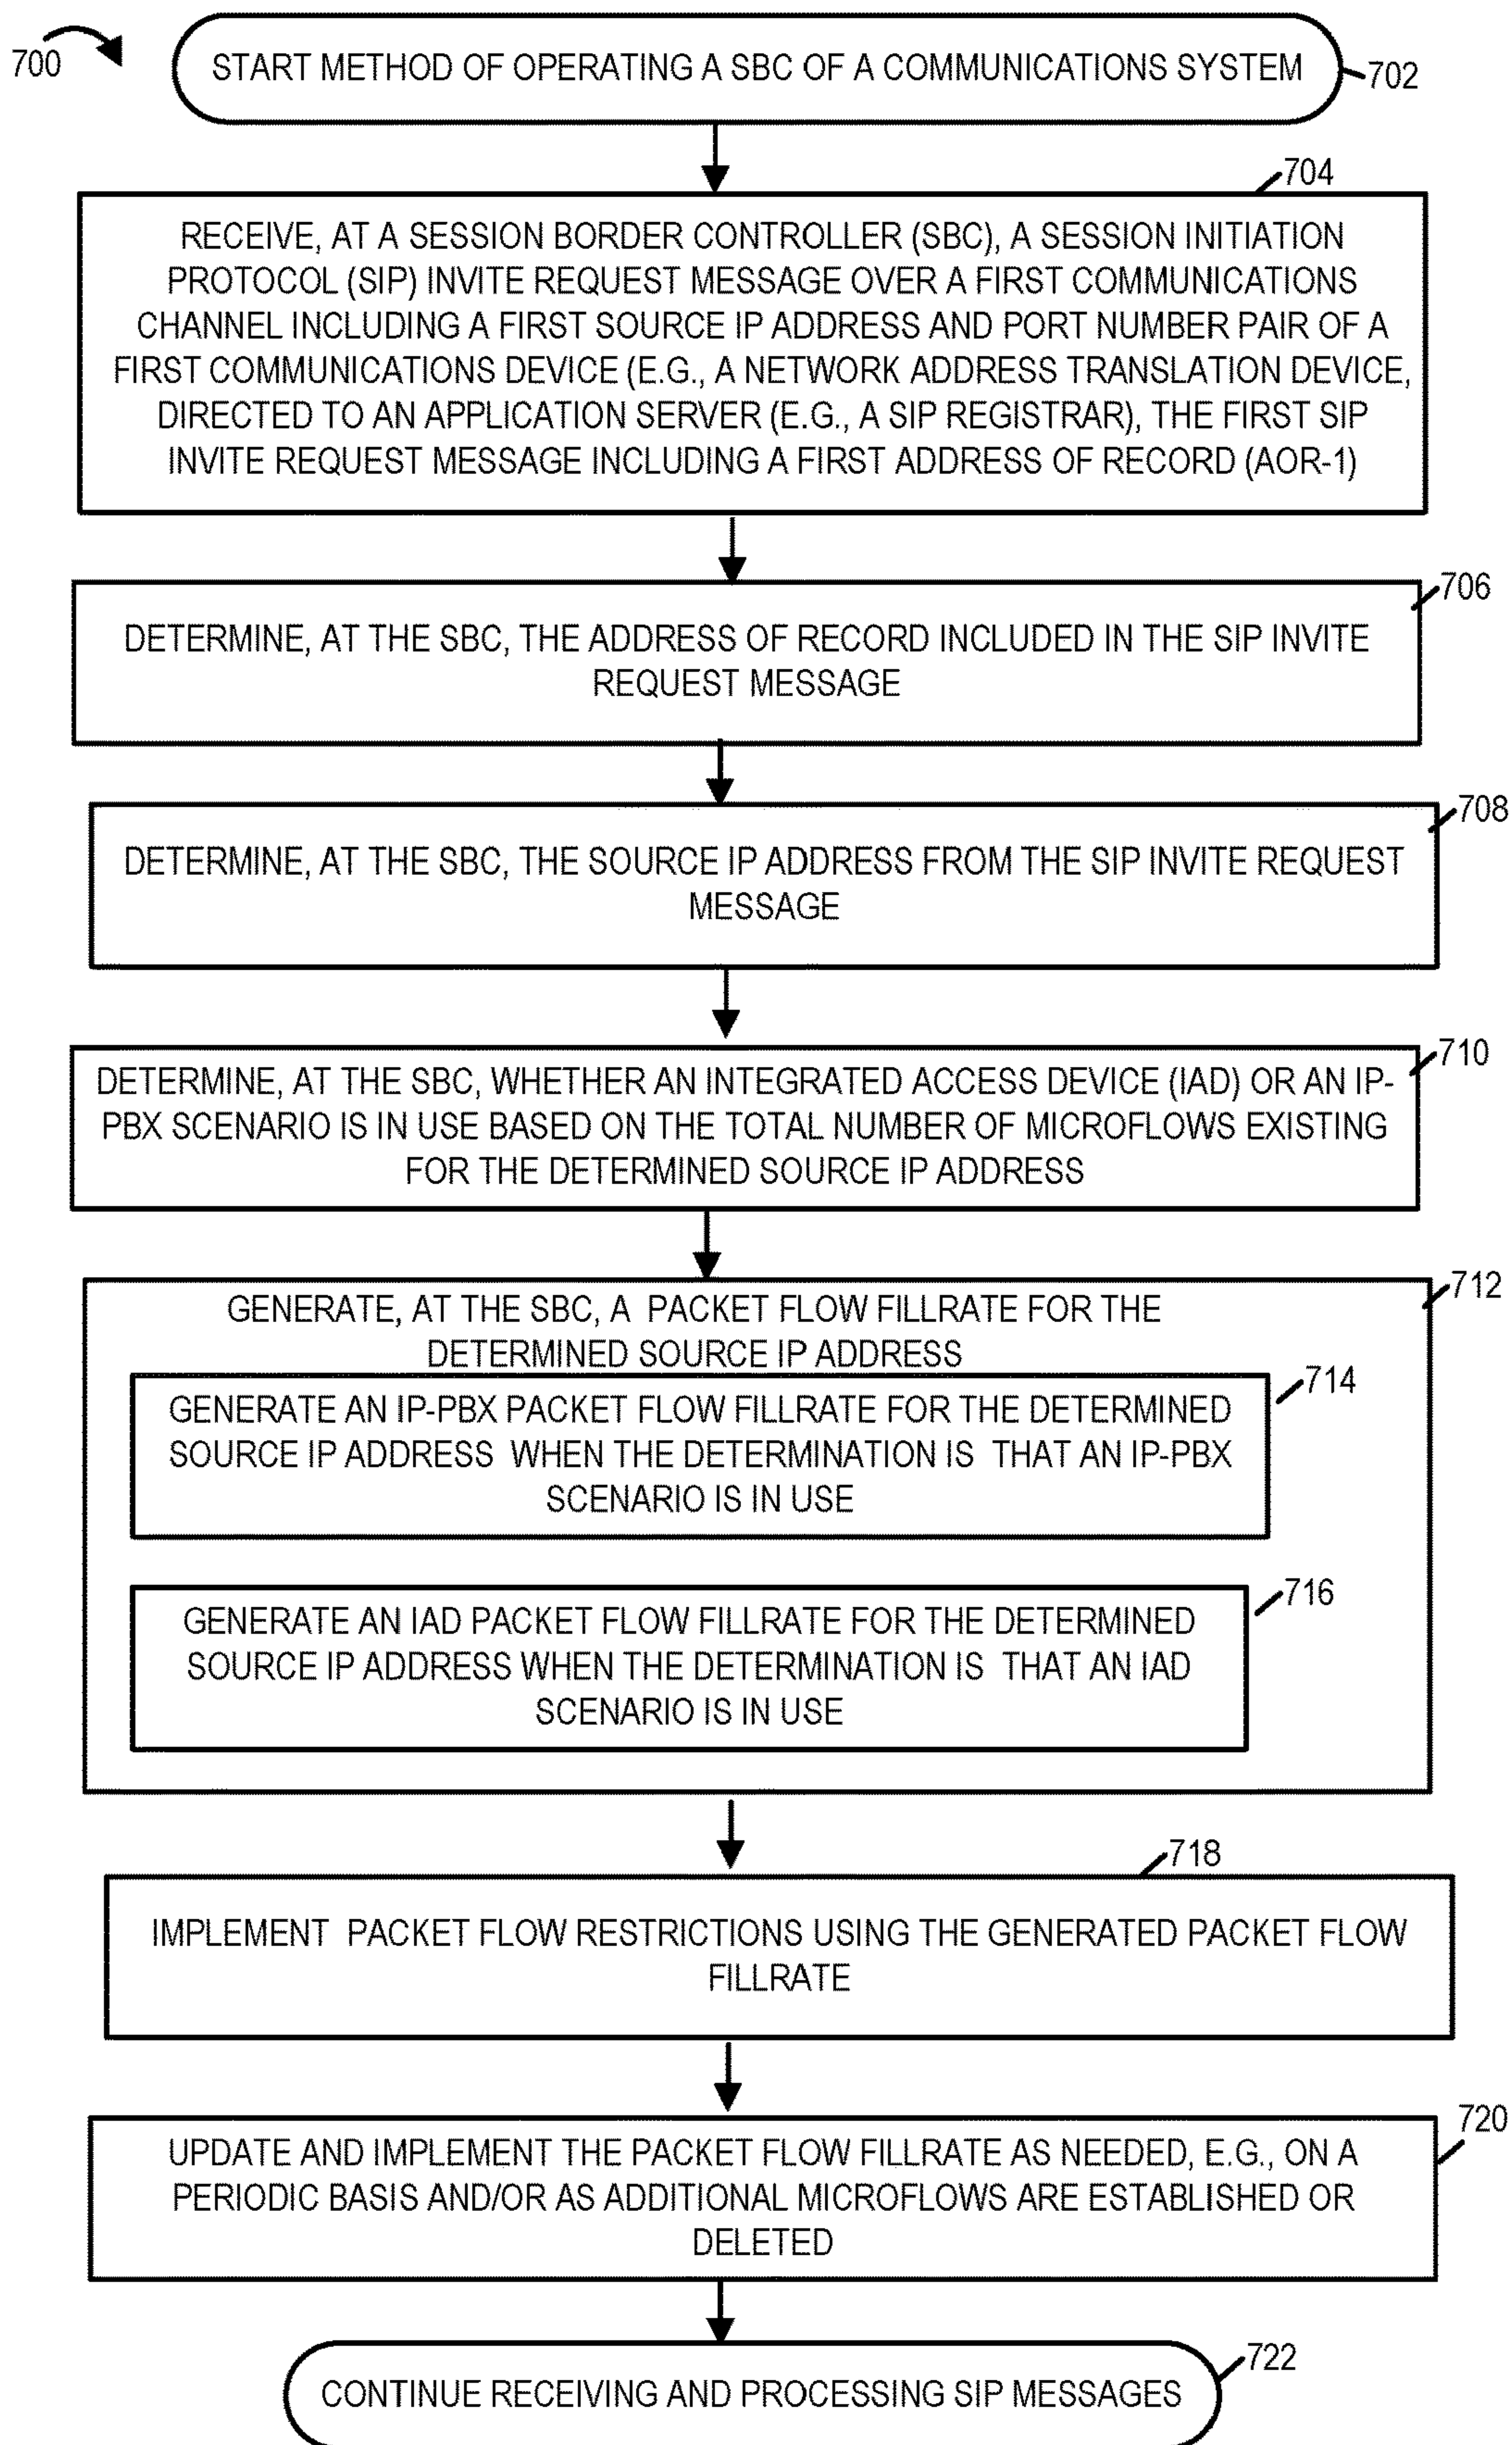 700
START METHOD OF OPERATING A SBC OF A COMMUNICATIONS SYSTEM
702
704
RECEIVE, AT A SESSION BORDER CONTROLLER (SBC), A SESSION INITIATION
PROTOCOL (SIP) INVITE REQUEST MESSAGE OVER A FIRST COMMUNICATIONS
CHANNEL INCLUDING A FIRST SOURCE IP ADDRESS AND PORT NUMBER PAIR OF A
FIRST COMMUNICATIONS DEVICE (E.G., A NETWORK ADDRESS TRANSLATION DEVICE,
DIRECTED TO AN APPLICATION SERVER (E.G., A SIP REGISTRAR), THE FIRST SIP
INVITE REQUEST MESSAGE INCLUDING A FIRST ADDRESS OF RECORD (AOR-1)
706
DETERMINE, AT THE SBC, THE ADDRESS OF RECORD INCLUDED IN THE SIP INVITE
REQUEST MESSAGE
708
DETERMINE, AT THE SBC, THE SOURCE IP ADDRESS FROM THE SIP INVITE REQUEST
MESSAGE
710
DETERMINE, AT THE SBC, WHETHER AN INTEGRATED ACCESS DEVICE (IAD) OR AN IP-
PBX SCENARIO IS IN USE BASED ON THE TOTAL NUMBER OF MICROFLOWS EXISTING
FOR THE DETERMINED SOURCE IP ADDRESS
712
GENERATE, AT THE SBC, A PACKET FLOW FILLRATE FOR THE
DETERMINED SOURCE IP ADDRESS
714
GENERATE AN IP-PBX PACKET FLOW FILLRATE FOR THE DETERMINED
SOURCE IP ADDRESS WHEN THE DETERMINATION IS THAT AN IP-PBX
SCENARIO IS IN USE
716
GENERATE AN IAD PACKET FLOW FILLRATE FOR THE DETERMINED
SOURCE IP ADDRESS WHEN THE DETERMINATION IS THAT AN IAD
SCENARIO IS IN USE
718
IMPLEMENT PACKET FLOW RESTRICTIONS USING THE GENERATED PACKET FLOW
FILLRATE
720
UPDATE AND IMPLEMENT THE PACKET FLOW FILLRATE AS NEEDED, E.G., ON A
PERIODIC BASIS AND/OR AS ADDITIONAL MICROFLOWS ARE ESTABLISHED OR
DELETED
722
CONTINUE RECEIVING AND PROCESSING SIP MESSAGES